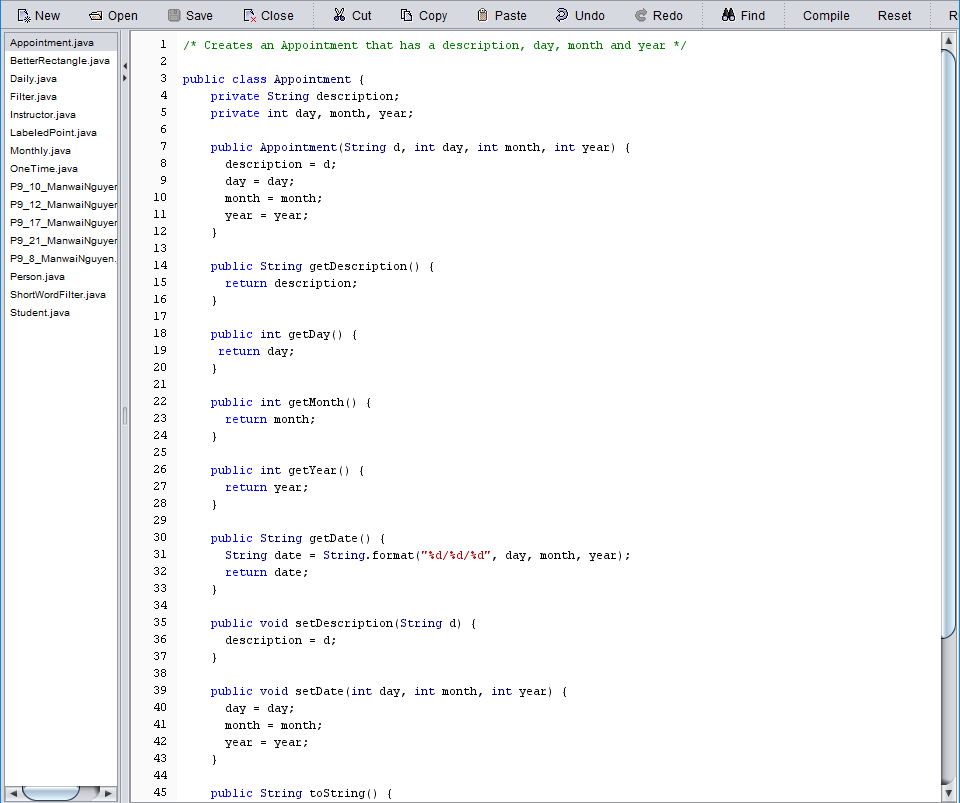 New Open Save Close Cut Copy Paste Undo Redo Find Compile Reset R
Appointment.java
BetterRectangle.java
Daily.java
Filter.java
Instructor.java
LabeledPoint.java
Monthly.java
OneTime.java
P9_10_ManwaiNguyen
P9_12_ManwaiNguyen
P9_17_ManwaiNguyen
P9_21_ManwaiNguyen
P9_8_ManwaiNguyen.
Person.java
ShortWordFilter.java
Student.java
1 /* Creates an Appointment that has a description, day, month and year */
2
3 public class Appointment {
4     private String description;
5     private int day, month, year;
6
7     public Appointment(String d, int day, int month, int year) {
8       description = d;
9       day = day;
10       month = month;
11       year = year;
12     }
13
14     public String getDescription() {
15       return description;
16     }
17
18     public int getDay() {
19      return day;
20     }
21
22     public int getMonth() {
23       return month;
24     }
25
26     public int getYear() {
27       return year;
28     }
29
30     public String getDate() {
31       String date = String.format("%d/%d/%d", day, month, year);
32       return date;
33     }
34
35     public void setDescription(String d) {
36       description = d;
37     }
38
39     public void setDate(int day, int month, int year) {
40       day = day;
41       month = month;
42       year = year;
43     }
44
45     public String toString() {